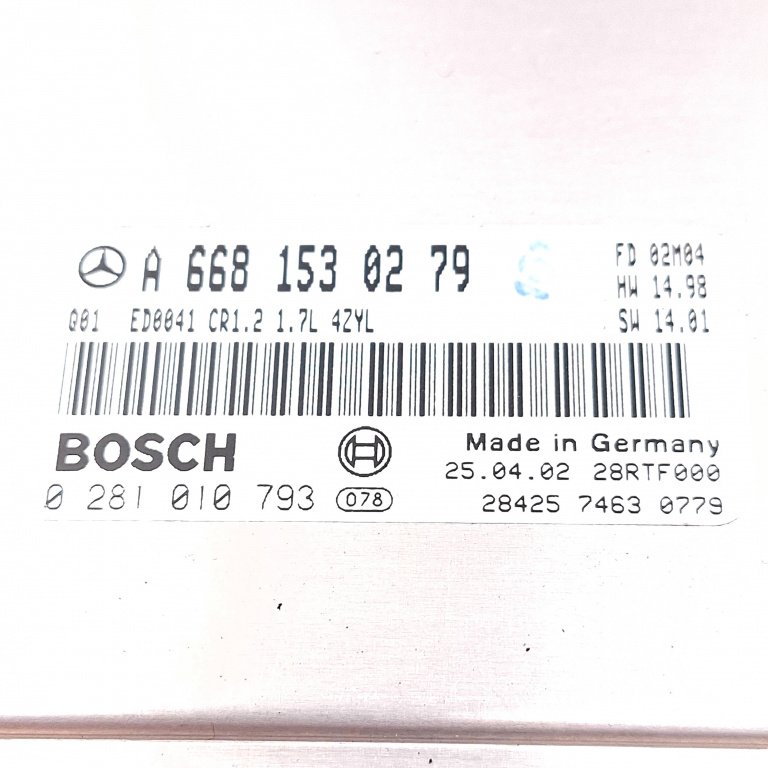 A 668 153 02 79
FD 02M04
HW 14.98
Q01 ED0041 CR1.2 1.7L 4ZYL
SW 14.01
BOSCH
Made in Germany
25.04.02 28RTF000
0 281 010 793 078
28425 7463 0779